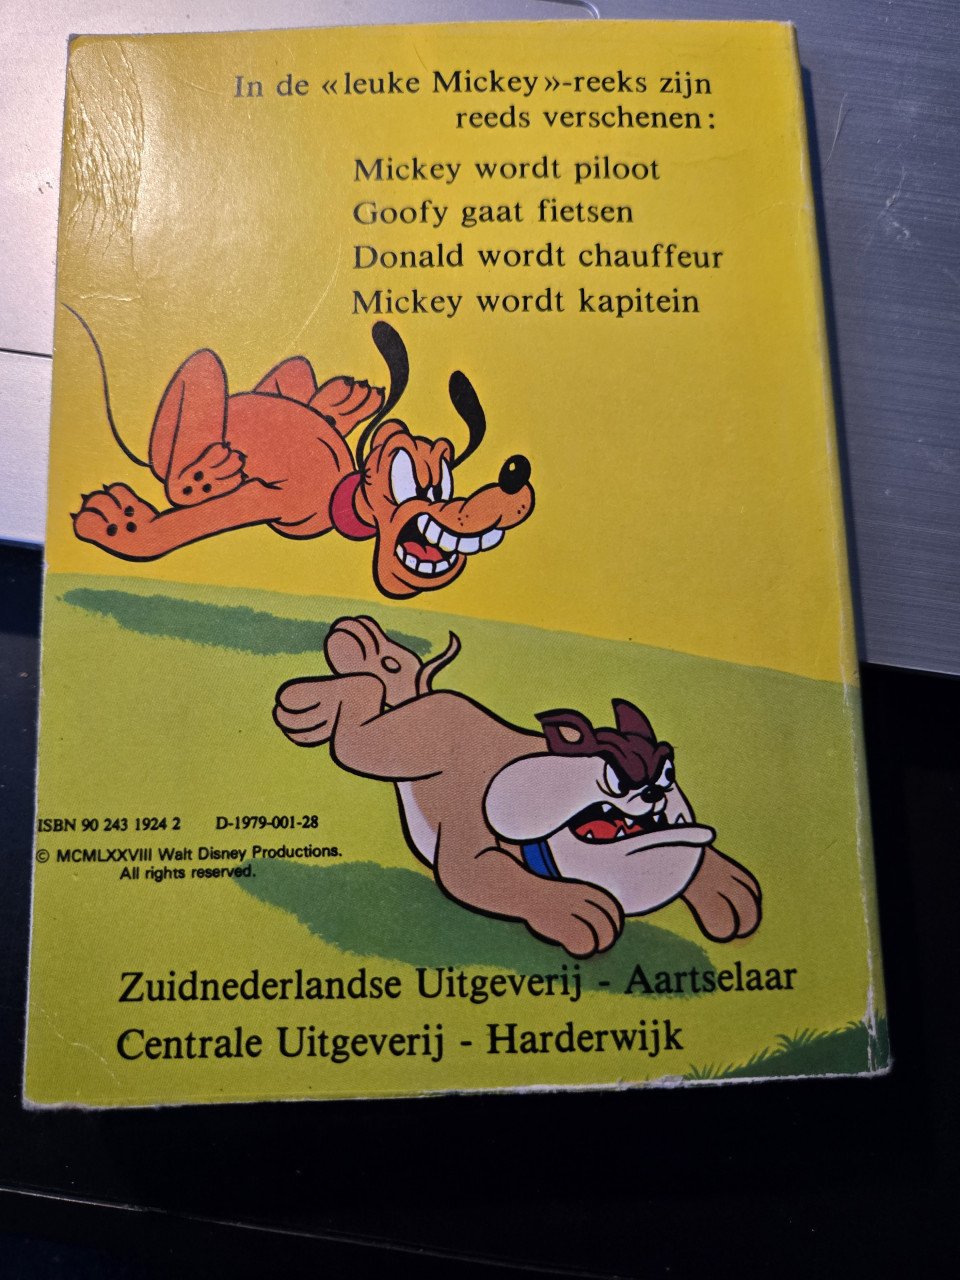 In de «leuke Mickey»-reeks zijn
reeds verschenen:
Mickey wordt piloot
Goofy gaat fietsen
Donald wordt chauffeur
Mickey wordt kapitein
ISBN 90 243 1924 2 D-1979-001-28
© MCMLXXVIII Walt Disney Productions.
All rights reserved.
Zuidnederlandse Uitgeverij - Aartselaar
Centrale Uitgeverij - Harderwijk